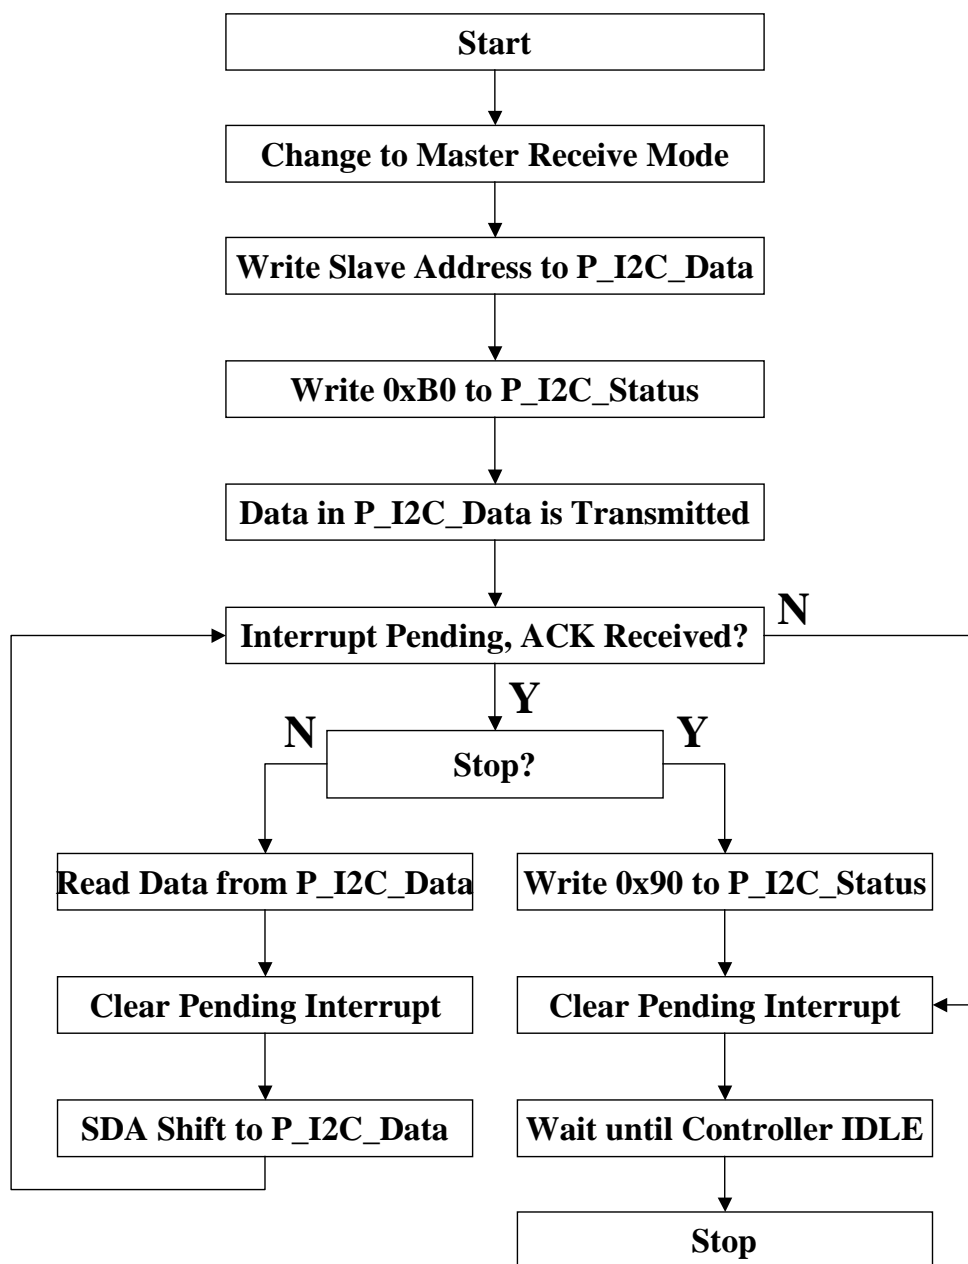 Start
Change to Master Receive Mode
Write Slave Address to P_I2C_Data
Write 0xB0 to P_I2C_Status
Data in P_I2C_Data is Transmitted
Interrupt Pending, ACK Received?
N
Y
N
Stop?
Y
Read Data from P_I2C_Data
Write 0x90 to P_I2C_Status
Clear Pending Interrupt
Clear Pending Interrupt
SDA Shift to P_I2C_Data
Wait until Controller IDLE
Stop